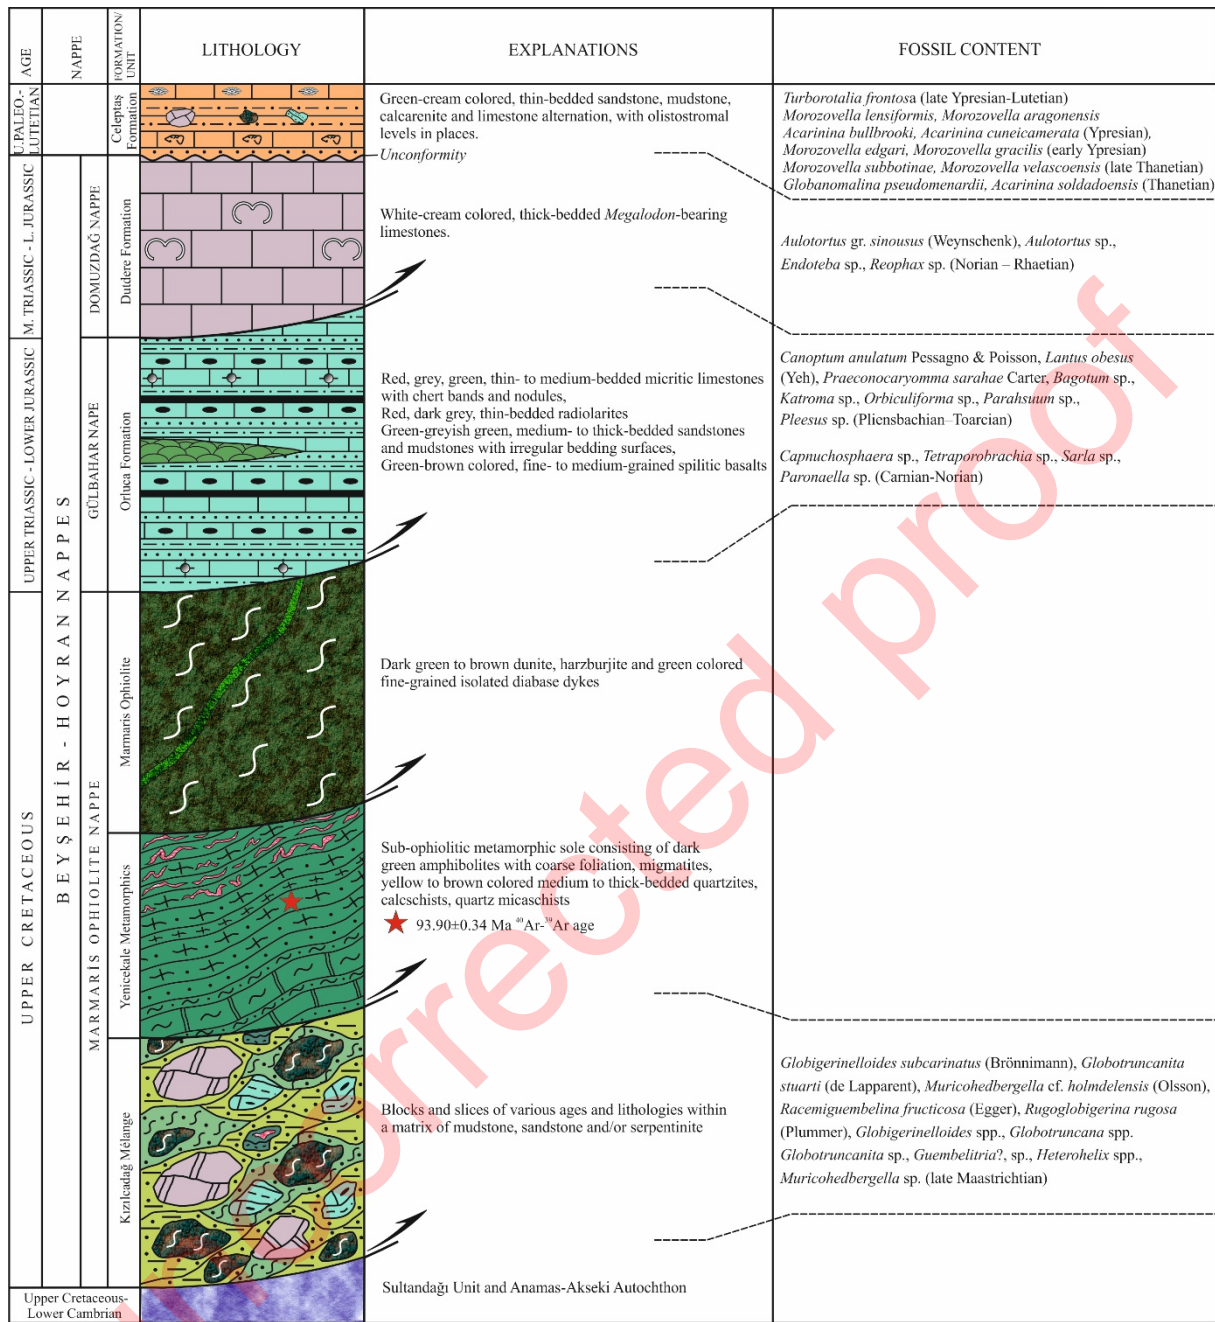 AGE
NAPPE
FORMATION/
UNIT
LITHOLOGY
EXPLANATIONS
FOSSIL CONTENT
U.PALEO.-
LUTETIAN
Celeptaş
Formation
Green-cream colored, thin-bedded sandstone, mudstone,
calcarenite and limestone alternation, with olistostromal
levels in places.
Unconformity
Turborotalia frontosa (late Ypresian-Lutetian)
Morozovella lensiformis, Morozovella aragonensis
Acarinina bullbrooki, Acarinina cuneicamerata (Ypresian),
Morozovella edgari, Morozovella gracilis (early Ypresian)
Morozovella subbotinae, Morozovella velascoensis (late Thanetian)
Globanomalina pseudomenardii, Acarinina soldadoensis (Thanetian)
M. TRIASSIC - L. JURASSIC
BEYŞEHİR - HOYRAN NAPPES
DOMUZDAĞ NAPPE
Dutdere Formation
White-cream colored, thick-bedded Megalodon-bearing
limestones.
Aulotortus gr. sinousus (Weynschenk), Aulotortus sp.,
Endoteba sp., Reophax sp. (Norian – Rhaetian)
UPPER TRIASSIC - LOWER JURASSIC
GÜLBAHAR NAPE
Orluca Formation
Red, grey, green, thin- to medium-bedded micritic limestones
with chert bands and nodules,
Red, dark grey, thin-bedded radiolarites
Green-greyish green, medium- to thick-bedded sandstones
and mudstones with irregular bedding surfaces,
Green-brown colored, fine- to medium-grained spilitic basalts
Canoptum anulatum Pessagno & Poisson, Lantus obesus
(Yeh), Praeconocaryomma sarahae Carter, Bagotum sp.,
Katroma sp., Orbiculiforma sp., Parahsuum sp.,
Pleesus sp. (Pliensbachian–Toarcian)
Capnuchosphaera sp., Tetraporobrachia sp., Sarla sp.,
Paronaella sp. (Carnian-Norian)
UPPER CRETACEOUS
MARMARİS OPHIOLITE NAPPE
Marmaris Ophiolite
Dark green to brown dunite, harzburjite and green colored
fine-grained isolated diabase dykes
Yenicekale Metamorphics
Sub-ophiolitic metamorphic sole consisting of dark
green amphibolites with coarse foliation, migmatites,
yellow to brown colored medium to thick-bedded quartzites,
calcschists, quartz micaschists
93.90±0.34 Ma ⁴⁰Ar-³⁹Ar age
Kızılcadağ Mélange
Blocks and slices of various ages and lithologies within
a matrix of mudstone, sandstone and/or serpentinite
Globigerinelloides subcarinatus (Brönnimann), Globotruncanita
stuarti (de Lapparent), Muricohedbergella cf. holmdelensis (Olsson),
Racemiguembelina fructicosa (Egger), Rugoglobigerina rugosa
(Plummer), Globigerinelloides spp., Globotruncana spp.
Globotruncanita sp., Guembelitria?, sp., Heterohelix spp.,
Muricohedbergella sp. (late Maastrichtian)
Upper Cretaceous-
Lower Cambrian
Sultandağı Unit and Anamas-Akseki Autochthon
orrected proof